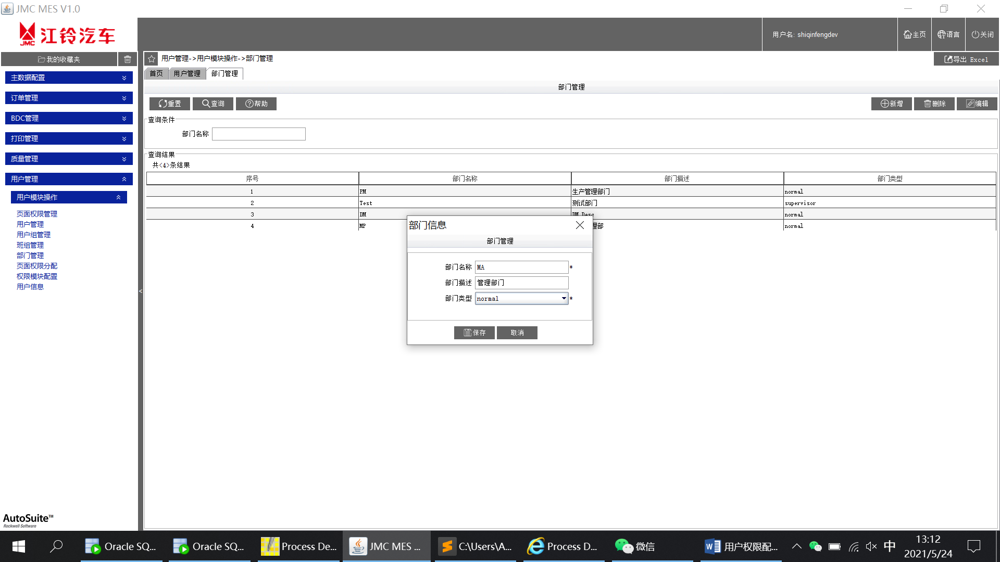 JMC MES V1.0
JMC 江铃汽车
用户名: shiqinfengdev
主页
语言
关闭
我的收藏夹
用户管理->用户模块操作->部门管理
导出 Excel
首页 用户管理 部门管理
部门管理
重置 查询 帮助
新增 删除 编辑
查询条件
部门名称
查询结果
共<4>条结果
序号 部门名称 部门描述 部门类型
1 PM 生产管理部门 normal
2 Test 测试部门 supervisor
3 DM DM Desc normal
4 MP 理部 normal
主数据配置
订单管理
BDC管理
打印管理
质量管理
用户管理
用户模块操作
页面权限管理
用户管理
用户组管理
班组管理
部门管理
页面权限分配
权限模块配置
用户信息
<
部门信息
部门管理
部门名称 MA *
部门描述 管理部门
部门类型 normal *
保存 取消
AutoSuite™
Rockwell Software
Oracle SQ...
Oracle SQ...
Process De...
JMC MES ...
C:\Users\A...
Process D...
微信
用户权限配...
中
13:12
2021/5/24